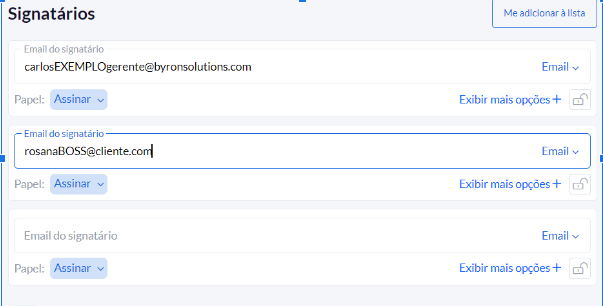 Signatários
Me adicionar à lista
Email do signatário
carlosEXEMPLOgerente@byronsolutions.com
Email
Papel: Assinar
Exibir mais opções +
Email do signatário
rosanaBOSS@cliente.com
Email
Papel: Assinar
Exibir mais opções +
Email do signatário
Email
Papel: Assinar
Exibir mais opções +